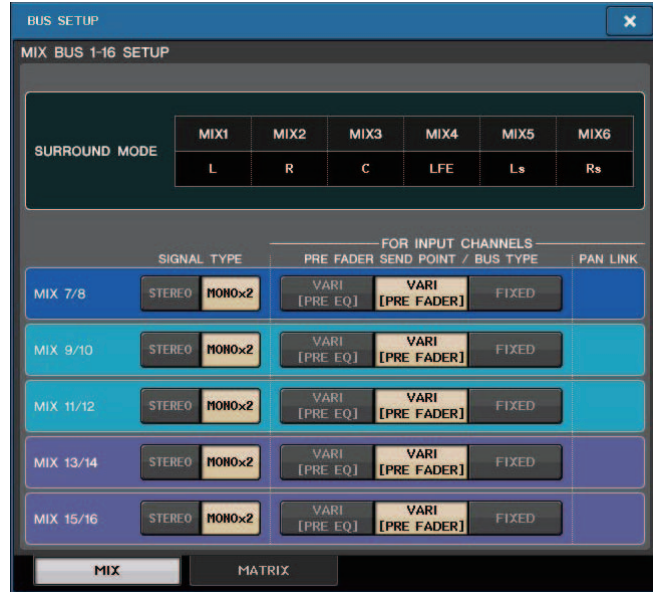 BUS SETUP ×
MIX BUS 1-16 SETUP
SURROUND MODE
MIX1 MIX2 MIX3 MIX4 MIX5 MIX6
L R C LFE Ls Rs
FOR INPUT CHANNELS
SIGNAL TYPE PRE FADER SEND POINT / BUS TYPE PAN LINK
MIX 7/8 STEREO MONOx2 VARI [PRE EQ] VARI [PRE FADER] FIXED
MIX 9/10 STEREO MONOx2 VARI [PRE EQ] VARI [PRE FADER] FIXED
MIX 11/12 STEREO MONOx2 VARI [PRE EQ] VARI [PRE FADER] FIXED
MIX 13/14 STEREO MONOx2 VARI [PRE EQ] VARI [PRE FADER] FIXED
MIX 15/16 STEREO MONOx2 VARI [PRE EQ] VARI [PRE FADER] FIXED
MIX MATRIX